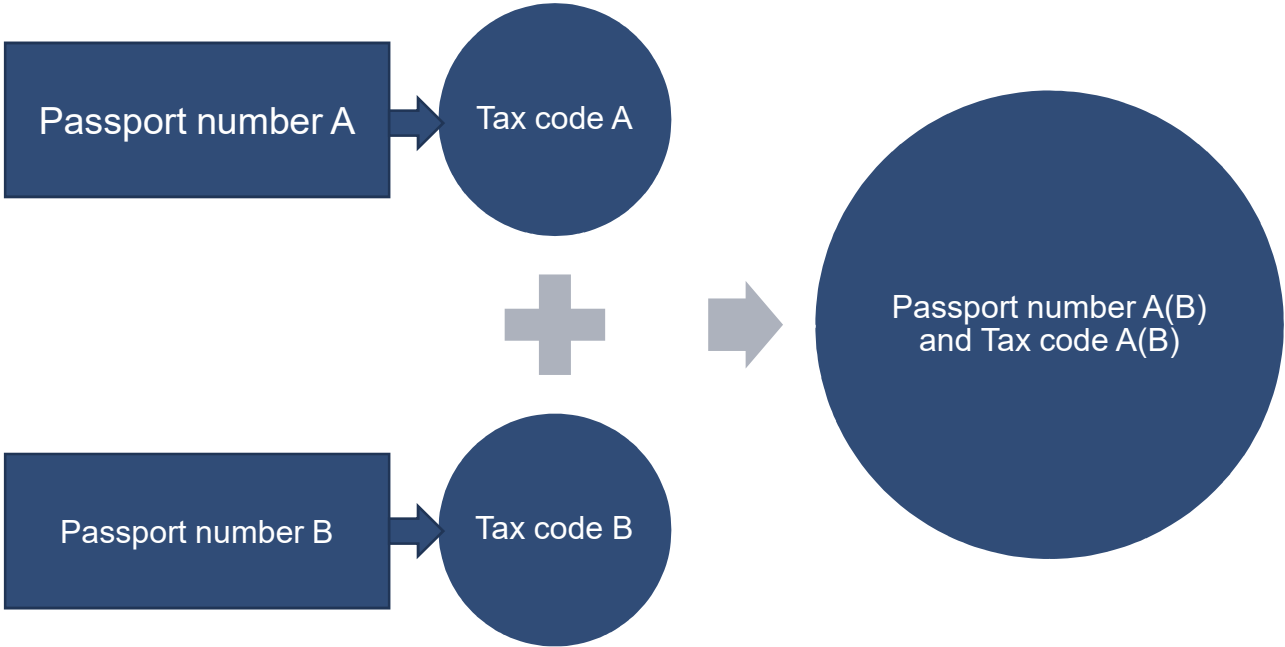 Passport number A
Tax code A
Passport number A(B)
and Tax code A(B)
Passport number B
Tax code B